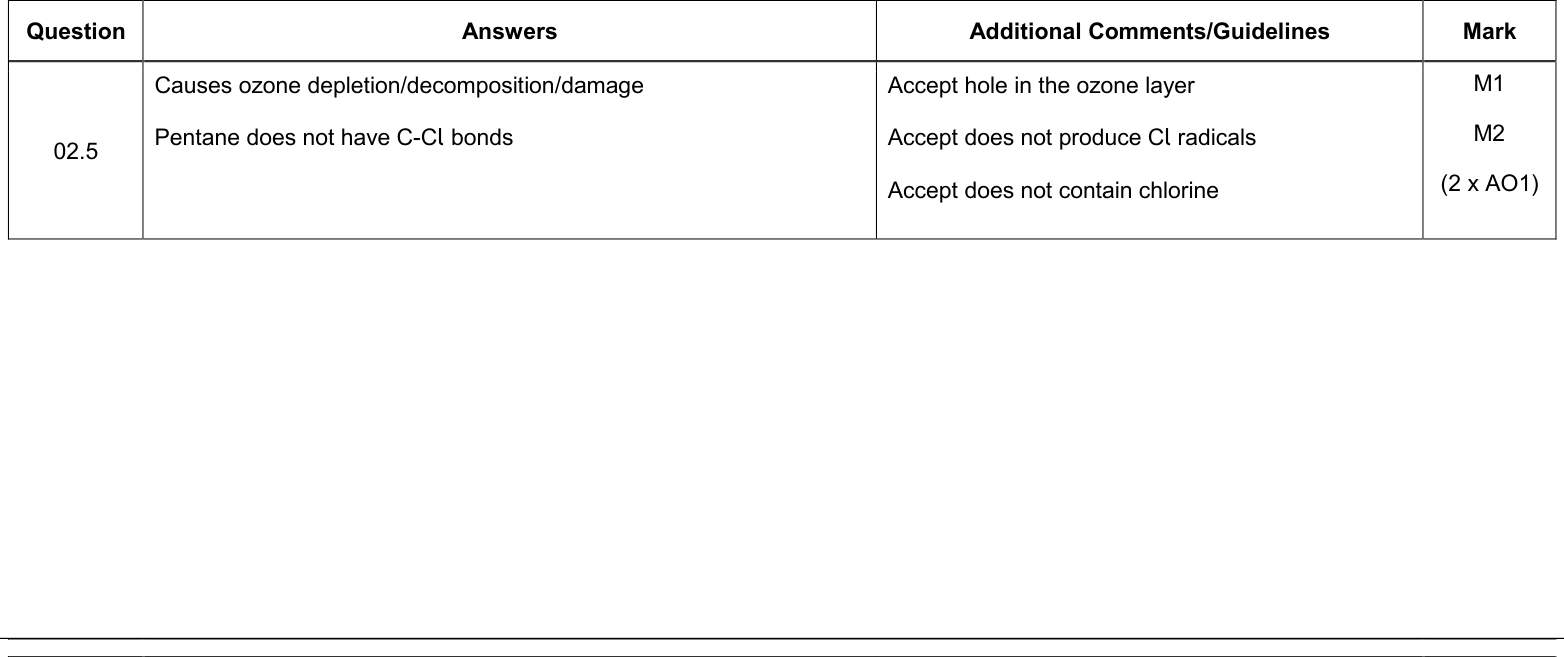 Question Answers Additional Comments/Guidelines Mark
Causes ozone depletion/decomposition/damage Accept hole in the ozone layer M1
Pentane does not have C-Cl bonds Accept does not produce Cl radicals M2
02.5
Accept does not contain chlorine (2 x AO1)